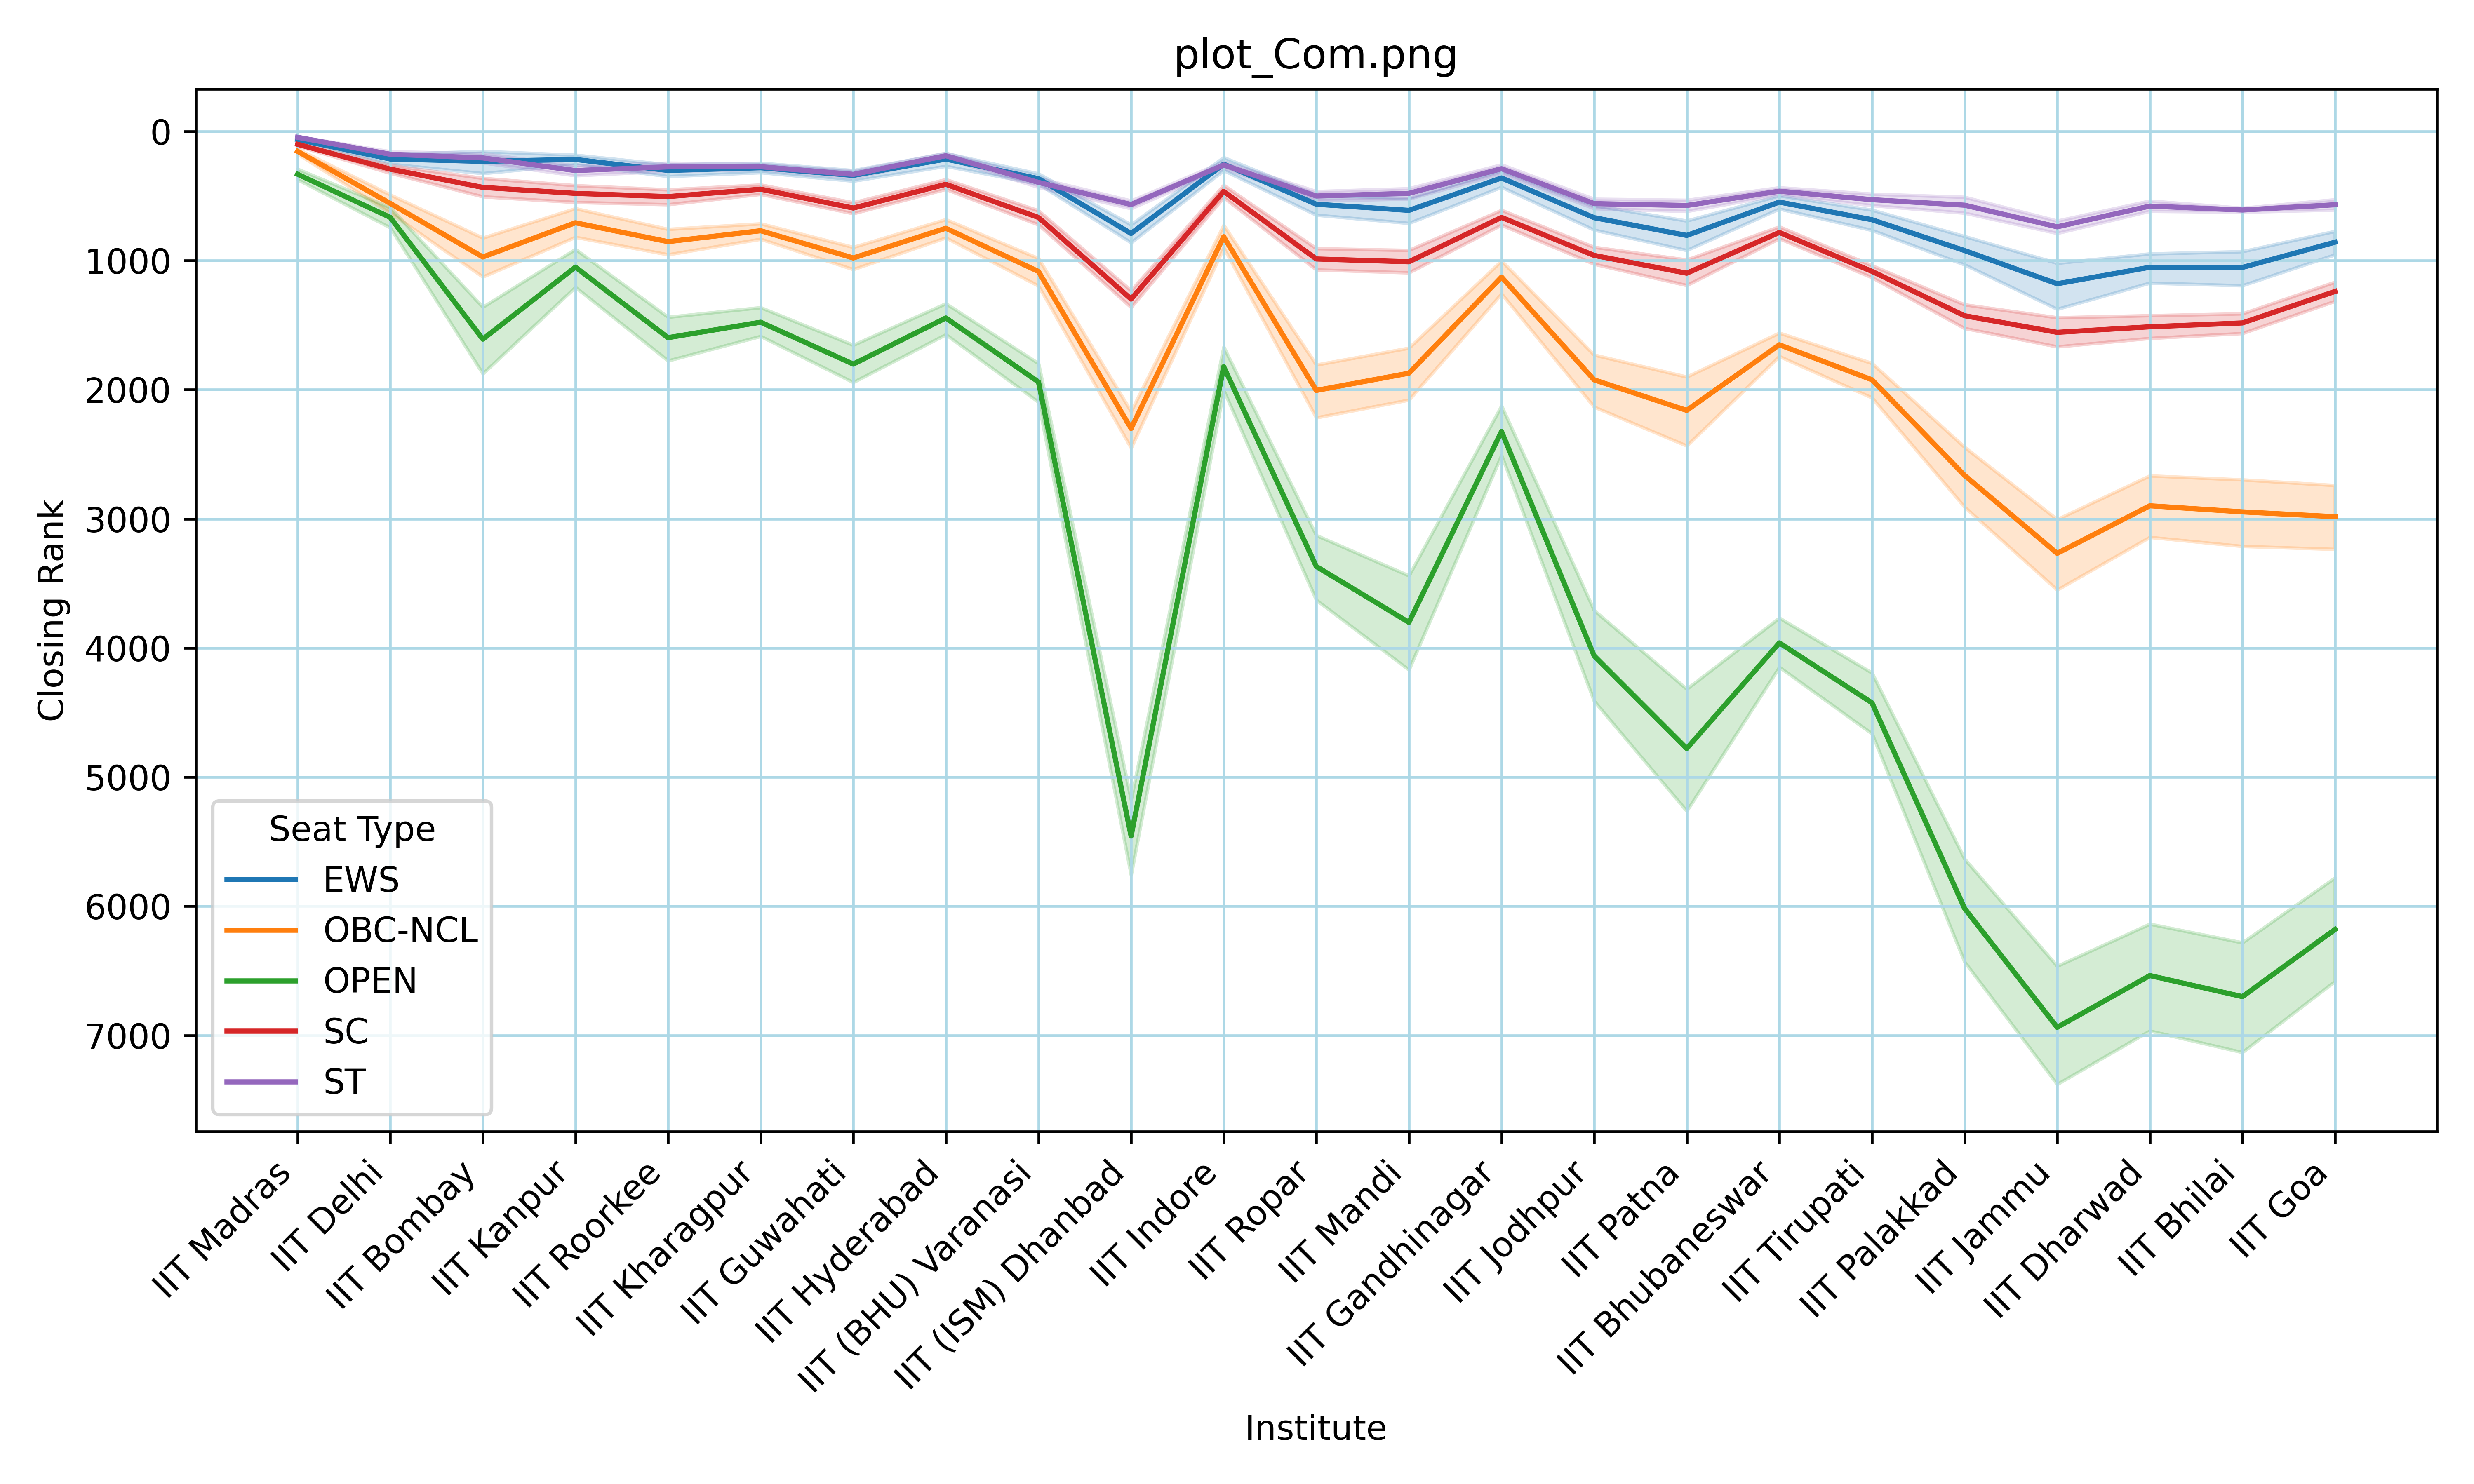 plot_Com.png
0
1000
2000
3000
4000
5000
6000
7000
Closing Rank
Seat Type
EWS
OBC-NCL
OPEN
SC
ST
IIT Madras
IIT Delhi
IIT Bombay
IIT Kanpur
IIT Roorkee
IIT Kharagpur
IIT Guwahati
IIT Hyderabad
IIT (BHU) Varanasi
IIT (ISM) Dhanbad
IIT Indore
IIT Ropar
IIT Mandi
IIT Gandhinagar
IIT Jodhpur
IIT Patna
IIT Bhubaneswar
IIT Tirupati
IIT Palakkad
IIT Jammu
IIT Dharwad
IIT Bhilai
IIT Goa
Institute